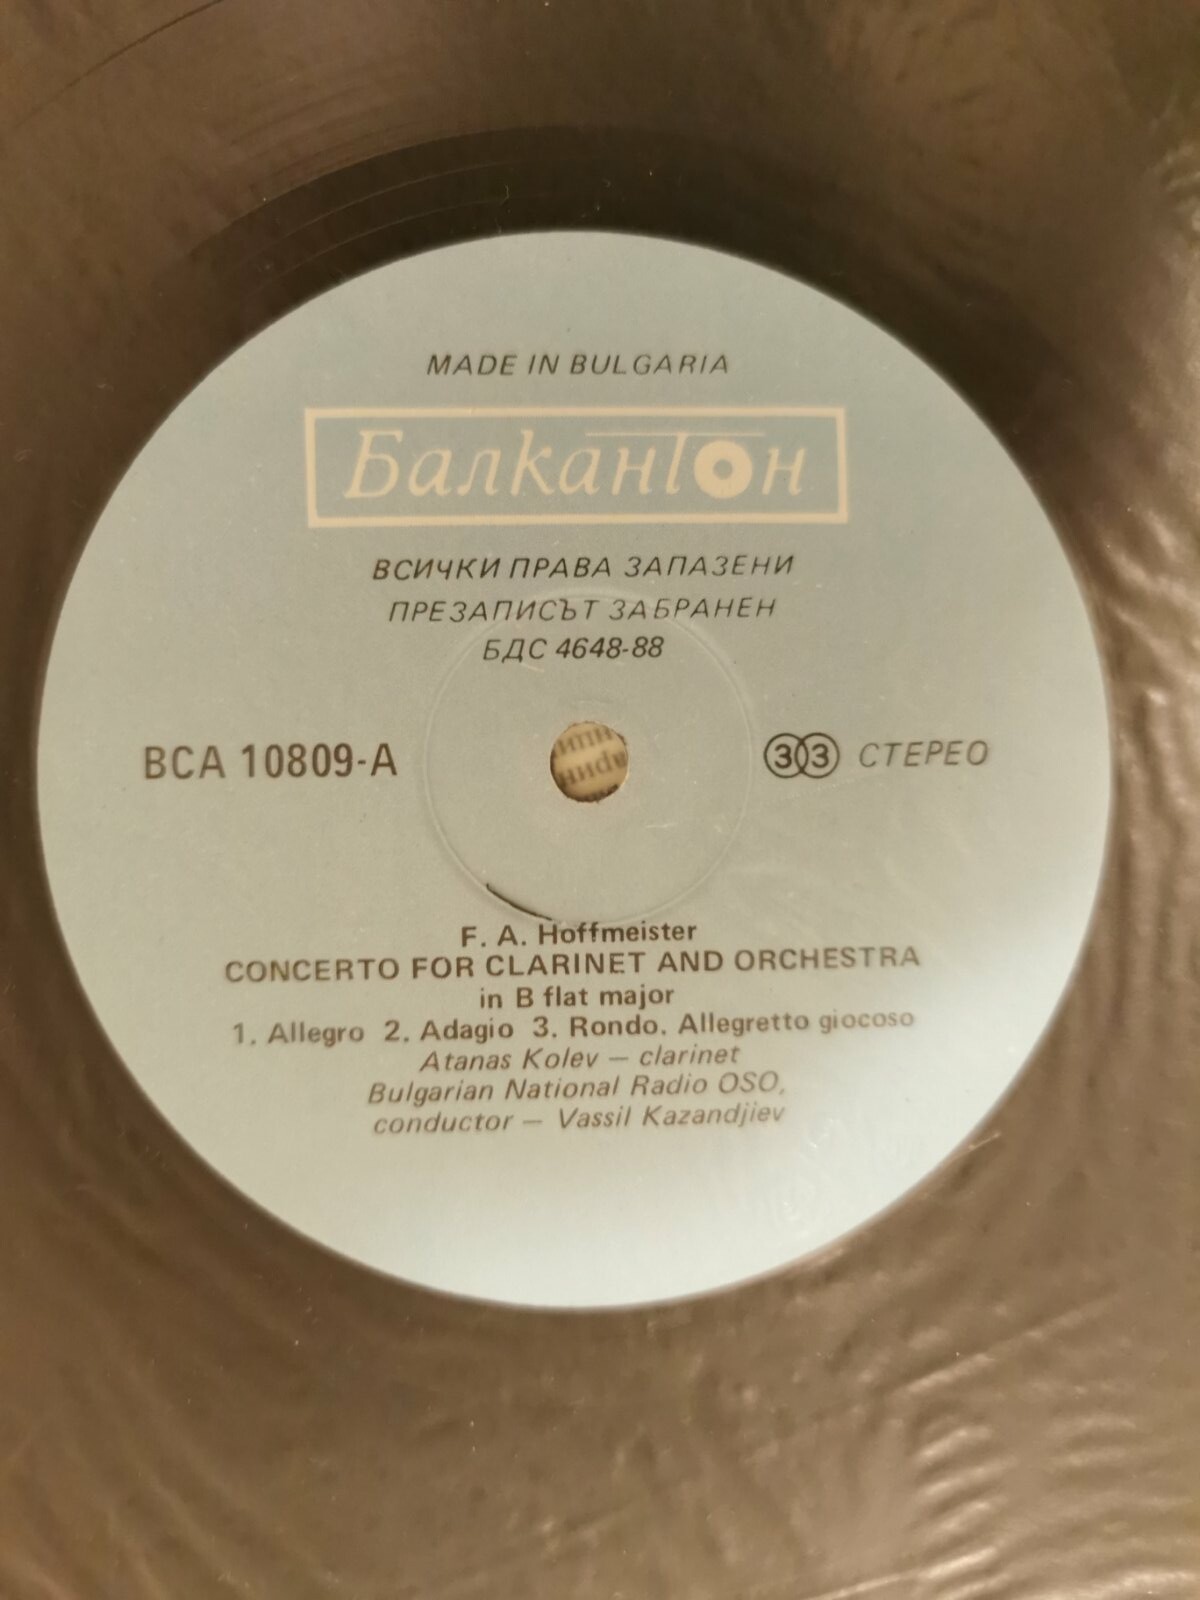 MADE IN BULGARIA
Балкантон
ВСИЧКИ ПРАВА ЗАПАЗЕНИ
ПРЕЗАПИСЪТ ЗАБРАНЕН
БДС 4648-88
ВСА 10809-А
33 СТЕРЕО
F. A. Hoffmeister
CONCERTO FOR CLARINET AND ORCHESTRA
in B flat major
1. Allegro 2. Adagio 3. Rondo. Allegretto giocoso
Atanas Kolev — clarinet
Bulgarian National Radio OSO,
conductor — Vassil Kazandjiev